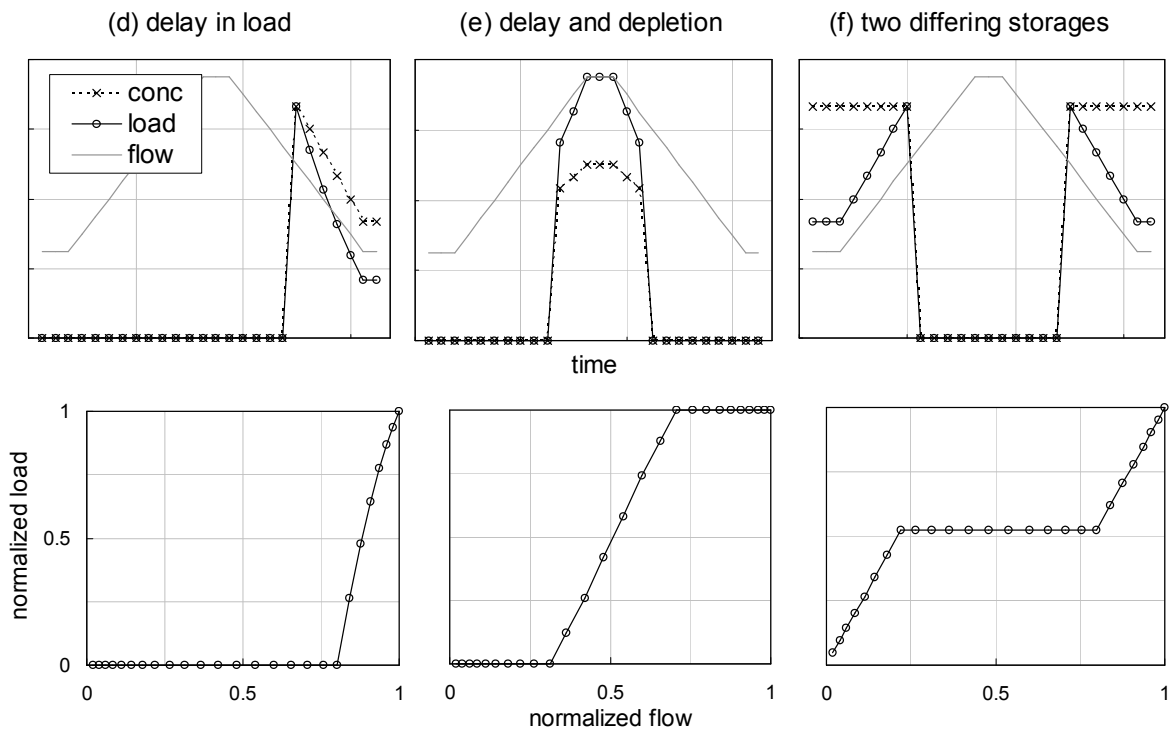 (d) delay in load
(e) delay and depletion
(f) two differing storages
conc
load
flow
time
normalized load
1
0.5
0
0
0.5
1
0
0.5
1
0
0.5
1
normalized flow